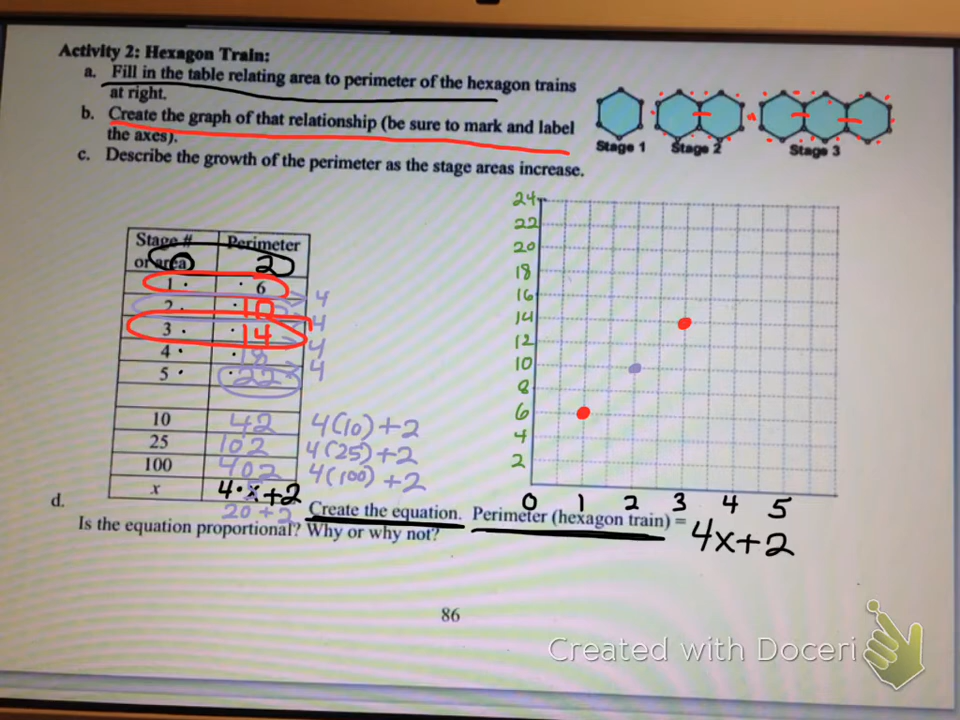 Activity 2: Hexagon Train:
a. Fill in the table relating area to perimeter of the hexagon trains
at right.
b. Create the graph of that relationship (be sure to mark and label
the axes).
c. Describe the growth of the perimeter as the stage areas increase.
Stage 1 Stage 2 Stage 3
Stage # Perimeter
or area
0 2
1 6
2 10 4
3 14 4
4 18 4
5 22 4
10 42 4(10)+2
25 102 4(25)+2
100 402 4(100)+2
x 4·x+2
20+2
24
22
20
18
16
14
12
10
8
6
4
2
0 1 2 3 4 5
d. Create the equation. Perimeter (hexagon train) = 4x+2
Is the equation proportional? Why or why not?
86
Created with Doceri